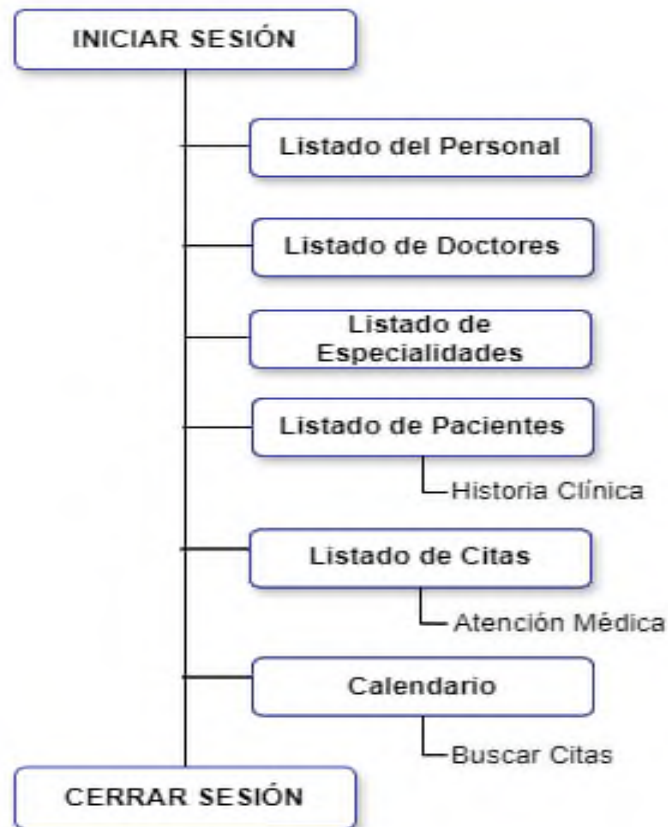 INICIAR SESIÓN
Listado del Personal
Listado de Doctores
Listado de
Especialidades
Listado de Pacientes
Historia Clínica
Listado de Citas
Atención Médica
Calendario
Buscar Citas
CERRAR SESIÓN